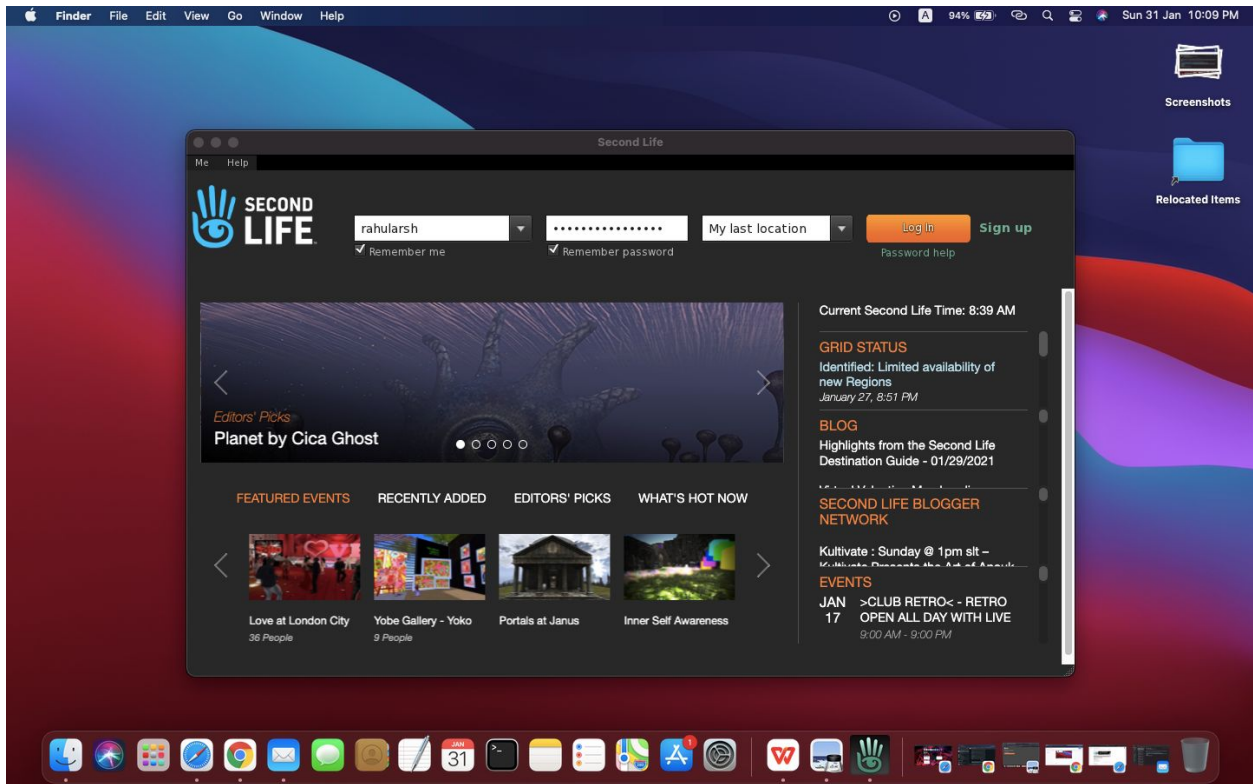 Finder File Edit View Go Window Help
A 94% Sun 31 Jan 10:09 PM
Screenshots
Relocated Items
Second Life
Me Help
SECOND
LIFE
rahularsh
My last location
Log In
Sign up
Remember me
Remember password
Password help
Editors' Picks
Planet by Cica Ghost
FEATURED EVENTS RECENTLY ADDED EDITORS' PICKS WHAT'S HOT NOW
Love at London City
36 People
Yobe Gallery - Yoko
9 People
Portals at Janus
Inner Self Awareness
Current Second Life Time: 8:39 AM
GRID STATUS
Identified: Limited availability of
new Regions
January 27, 8:51 PM
BLOG
Highlights from the Second Life
Destination Guide - 01/29/2021
SECOND LIFE BLOGGER
NETWORK
Kultivate : Sunday @ 1pm slt –
EVENTS
JAN
17
>CLUB RETRO< - RETRO
OPEN ALL DAY WITH LIVE
9:00 AM - 9:00 PM
JAN
31
1